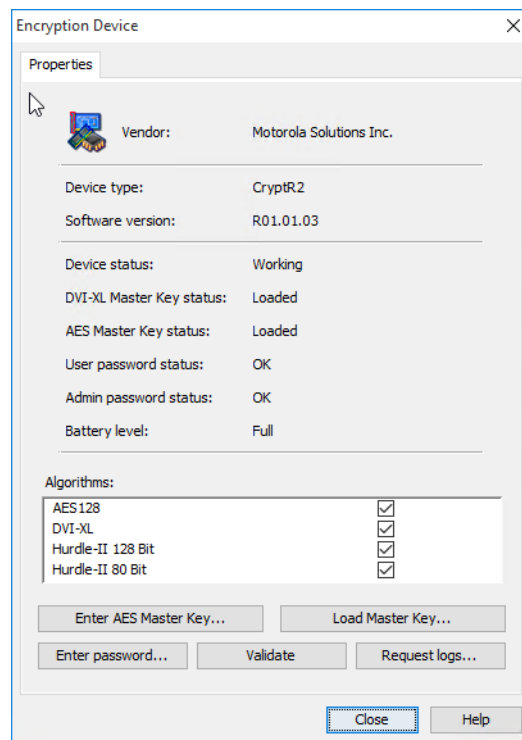 Encryption Device
Properties
Vendor: Motorola Solutions Inc.
Device type: CryptR2
Software version: R01.01.03
Device status: Working
DVI-XL Master Key status: Loaded
AES Master Key status: Loaded
User password status: OK
Admin password status: OK
Battery level: Full
Algorithms:
AES128
DVI-XL
Hurdle-II 128 Bit
Hurdle-II 80 Bit
Enter AES Master Key... Load Master Key...
Enter password... Validate Request logs...
Close Help